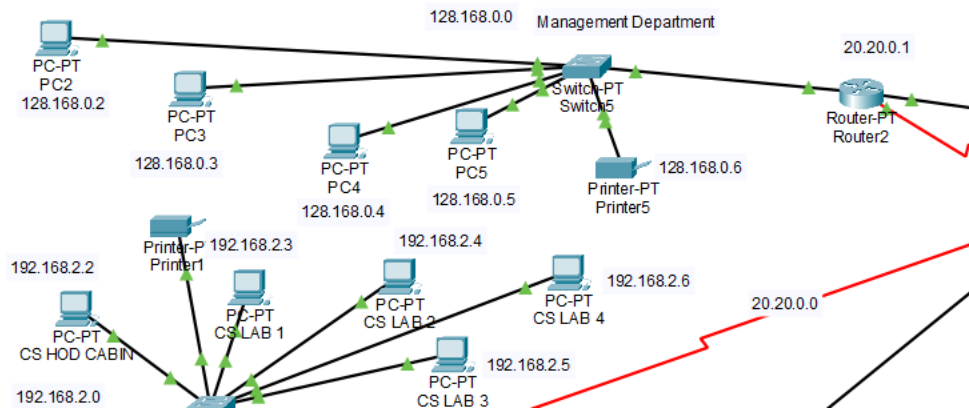 128.168.0.0
Management Department
20.20.0.1
PC-PT
PC2
128.168.0.2
PC-PT
PC3
128.168.0.3
PC-PT
PC4
128.168.0.4
PC-PT
PC5
128.168.0.5
Switch-PT
Switch5
Printer-PT
Printer5
128.168.0.6
Router-PT
Router2
Printer-P
Printer1
192.168.2.3
192.168.2.2
PC-PT
CS HOD CABIN
PC-PT
CS LAB 1
192.168.2.4
PC-PT
CS LAB 2
PC-PT
CS LAB 4
192.168.2.6
20.20.0.0
PC-PT
CS LAB 3
192.168.2.5
192.168.2.0